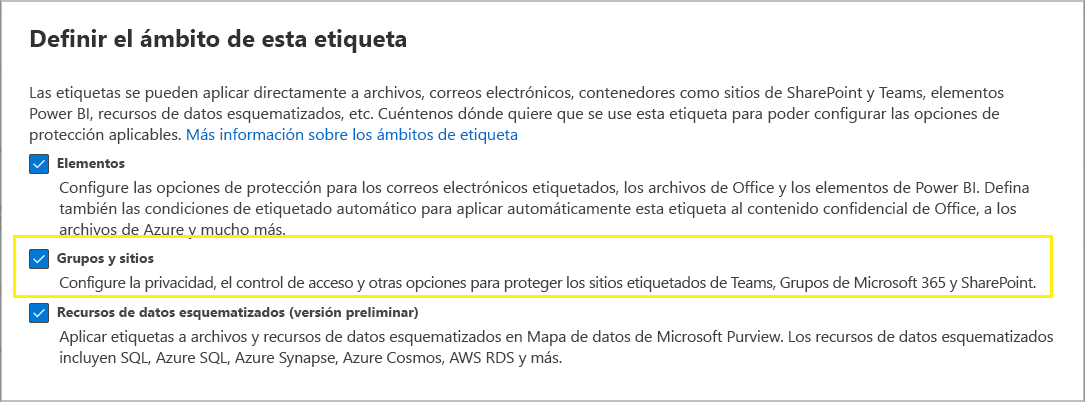 Definir el ámbito de esta etiqueta
Las etiquetas se pueden aplicar directamente a archivos, correos electrónicos, contenedores como sitios de SharePoint y Teams, elementos
Power BI, recursos de datos esquematizados, etc. Cuéntenos dónde quiere que se use esta etiqueta para poder configurar las opciones de
protección aplicables. Más información sobre los ámbitos de etiqueta
Elementos
Configure las opciones de protección para los correos electrónicos etiquetados, los archivos de Office y los elementos de Power BI. Defina
también las condiciones de etiquetado automático para aplicar automáticamente esta etiqueta al contenido confidencial de Office, a los
archivos de Azure y mucho más.
Grupos y sitios
Configure la privacidad, el control de acceso y otras opciones para proteger los sitios etiquetados de Teams, Grupos de Microsoft 365 y SharePoint.
Recursos de datos esquematizados (versión preliminar)
Aplicar etiquetas a archivos y recursos de datos esquematizados en Mapa de datos de Microsoft Purview. Los recursos de datos esquematizados
incluyen SQL, Azure SQL, Azure Synapse, Azure Cosmos, AWS RDS y más.